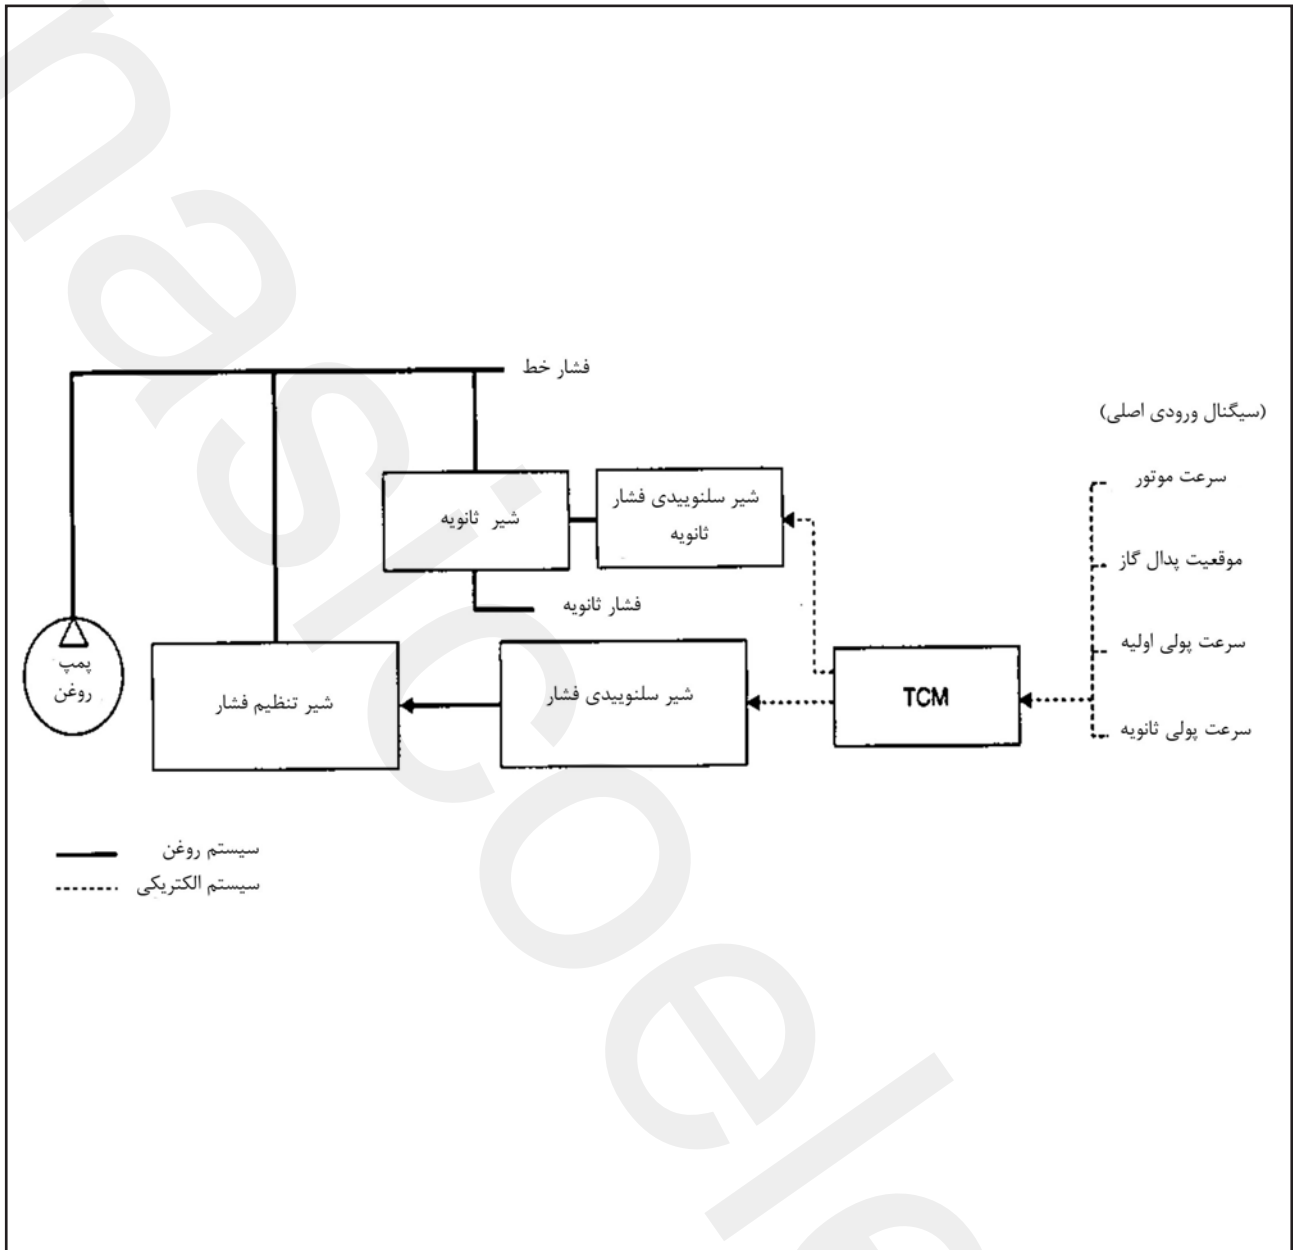 فشار خط
(سیگنال ورودی اصلی)
سرعت موتور
موقعیت پدال گاز
سرعت پولی اولیه
سرعت پولی ثانویه
شیر سلنوییدی فشار
ثانویه
شیر ثانویه
فشار ثانویه
TCM
شیر سلنوییدی فشار
شیر تنظیم فشار
پمپ
روغن
سیستم روغن
سیستم الکتریکی